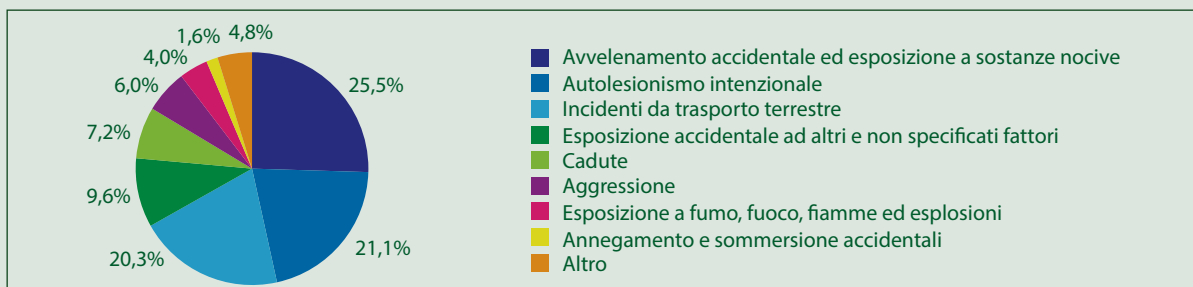 1,6%
4,8%
4,0%
6,0%
25,5%
7,2%
9,6%
20,3%
21,1%
Avvelenamento accidentale ed esposizione a sostanze nocive
Autolesionismo intenzionale
Incidenti da trasporto terrestre
Esposizione accidentale ad altri e non specificati fattori
Cadute
Aggressione
Esposizione a fumo, fuoco, fiamme ed esplosioni
Annegamento e sommersione accidentali
Altro